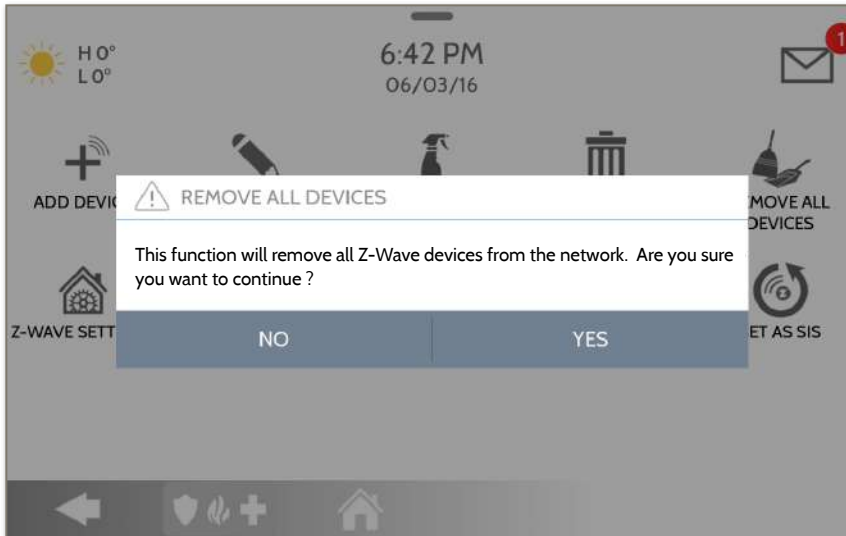 H 0°
L 0°
6:42 PM
06/03/16
1
ADD DEVIC
MOVE ALL
DEVICES
REMOVE ALL DEVICES
This function will remove all Z-Wave devices from the network. Are you sure
you want to continue ?
NO
YES
Z-WAVE SETT
ET AS SIS